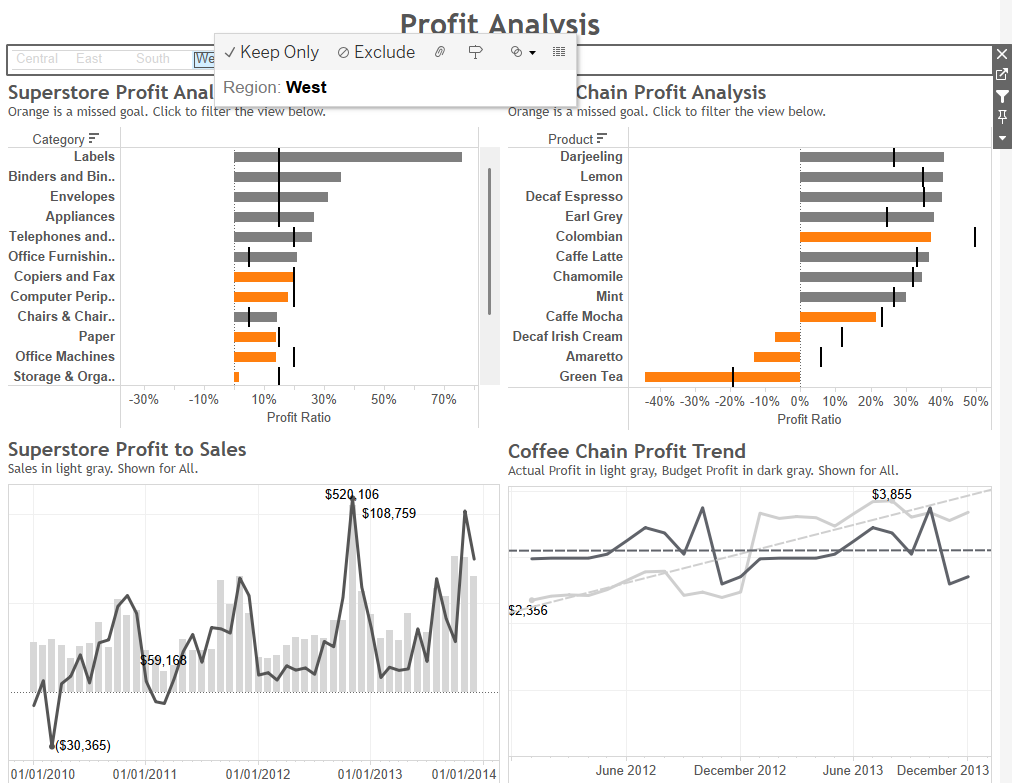 Profit Analysis
Central East South We
Keep Only Exclude
Region: West
Superstore Profit Anal
Orange is a missed goal. Click to filter the view below.
Category
Labels
Binders and Bin..
Envelopes
Appliances
Telephones and..
Office Furnishin..
Copiers and Fax
Computer Perip..
Chairs & Chair..
Paper
Office Machines
Storage & Orga..
-30% -10% 10% 30% 50% 70%
Profit Ratio
Chain Profit Analysis
Orange is a missed goal. Click to filter the view below.
Product
Darjeeling
Lemon
Decaf Espresso
Earl Grey
Colombian
Caffe Latte
Chamomile
Mint
Caffe Mocha
Decaf Irish Cream
Amaretto
Green Tea
-40% -30% -20% -10% 0% 10% 20% 30% 40% 50%
Profit Ratio
Superstore Profit to Sales
Sales in light gray. Shown for All.
$520,106
$108,759
$59,168
($30,365)
01/01/2010 01/01/2011 01/01/2012 01/01/2013 01/01/2014
Coffee Chain Profit Trend
Actual Profit in light gray, Budget Profit in dark gray. Shown for All.
$3,855
$2,356
June 2012 December 2012 June 2013 December 2013